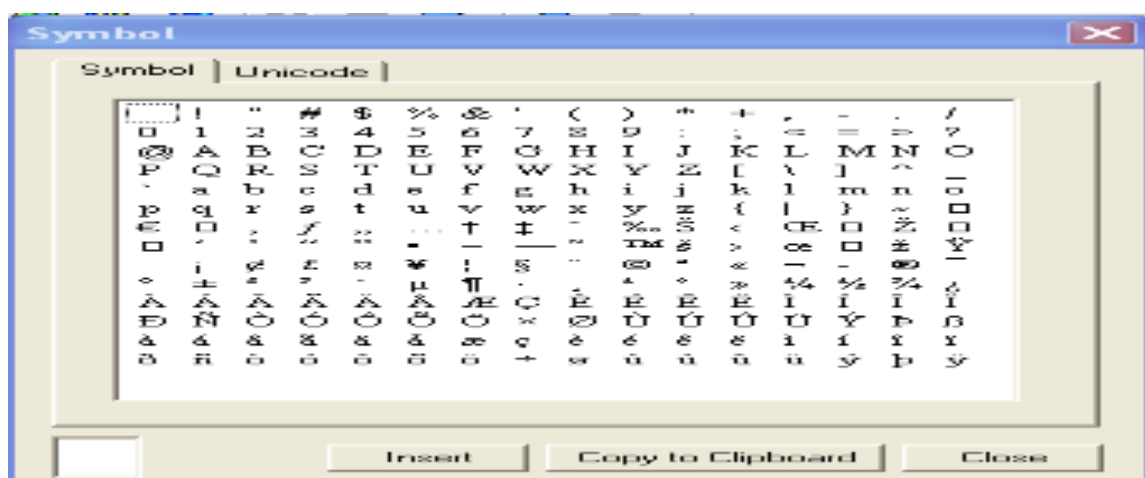 Symbol
Symbol Unicode
! " # $ % & ' ( ) * + , - . /
1 2 3 4 5 6 7 8 9 : ; < = > ?
@ A B C D E F G H I J K L M N O
P Q R S T U V W X Y Z [ \ ] ^ _
` a b c d e f g h i j k l m n o
p q r s t u v w x y z { | } ~ □
€ □ ‚ ƒ „ … † ‡ ˆ ‰ Š ‹ Œ □ Ž □
□ ‘ ’ “ ” • – — ˜ ™ š › œ □ ž Ÿ
¡ ¢ £ ¤ ¥ ¦ § ¨ © ª « ¬ - ® ¯
° ± ² ³ ´ µ ¶ · ¸ ¹ º » ¼ ½ ¾ ¿
À Á Â Ã Ä Å Æ Ç È É Ê Ë Ì Í Î Ï
Ð Ñ Ò Ó Ô Õ Ö × Ø Ù Ú Û Ü Ý Þ ß
à á â ã ä å æ ç è é ê ë ì í î ï
ð ñ ò ó ô õ ö ÷ ø ù ú û ü ý þ ÿ
Insert Copy to Clipboard Close